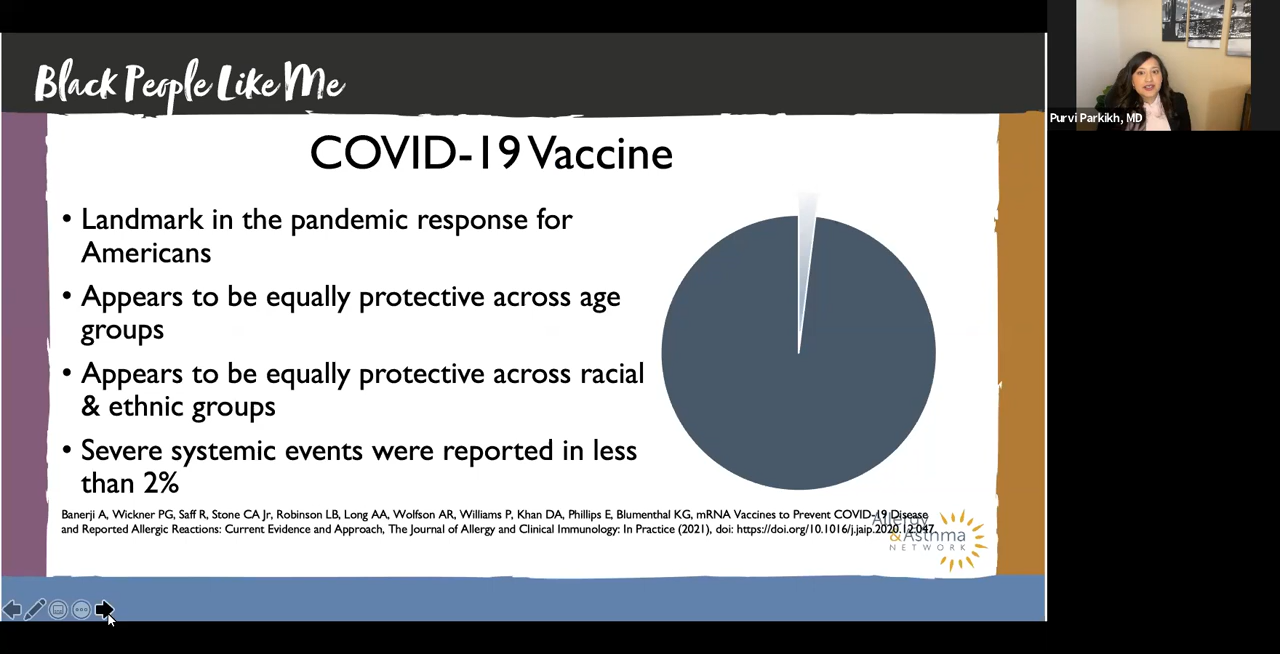 Black People Like Me
Purvi Parkikh, MD
COVID-19 Vaccine
• Landmark in the pandemic response for
Americans
• Appears to be equally protective across age
groups
• Appears to be equally protective across racial
& ethnic groups
• Severe systemic events were reported in less
than 2%
Banerji A, Wickner PG, Saff R, Stone CA Jr, Robinson LB, Long AA, Wolfson AR, Williams P, Khan DA, Phillips E, Blumenthal KG, mRNA Vaccines to Prevent COVID-19 Disease
and Reported Allergic Reactions: Current Evidence and Approach, The Journal of Allergy and Clinical Immunology: In Practice (2021), doi: https://doi.org/10.1016/j.jaip.2020.12.047.
Allergy
&Asthma
NETWORK